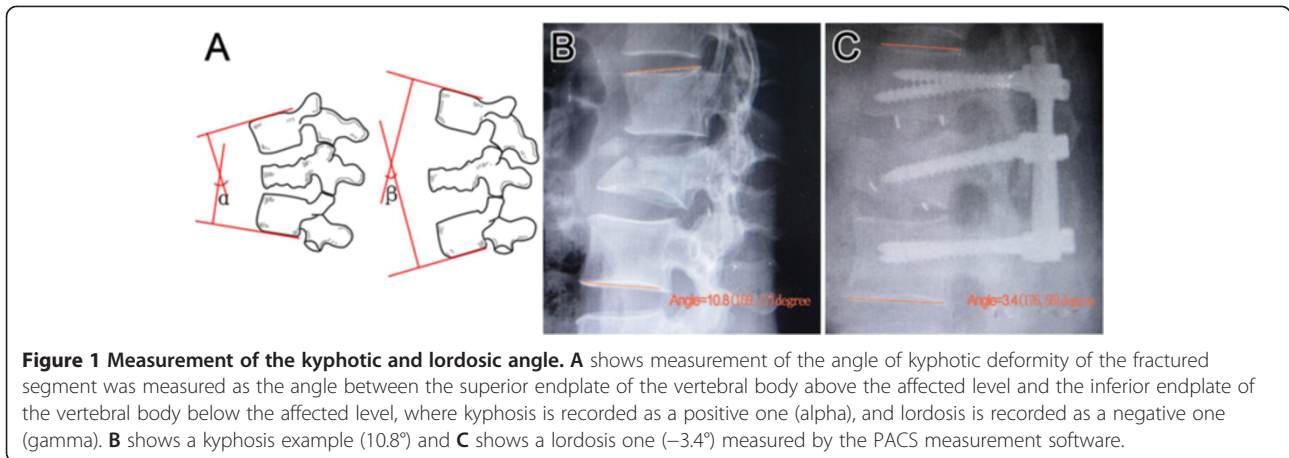 A
B
C
α
β
Angle=10.8 degree
Angle=3.4 (176.56) degree
Figure 1 Measurement of the kyphotic and lordosic angle. A shows measurement of the angle of kyphotic deformity of the fractured
segment was measured as the angle between the superior endplate of the vertebral body above the affected level and the inferior endplate of
the vertebral body below the affected level, where kyphosis is recorded as a positive one (alpha), and lordosis is recorded as a negative one
(gamma). B shows a kyphosis example (10.8°) and C shows a lordosis one (−3.4°) measured by the PACS measurement software.